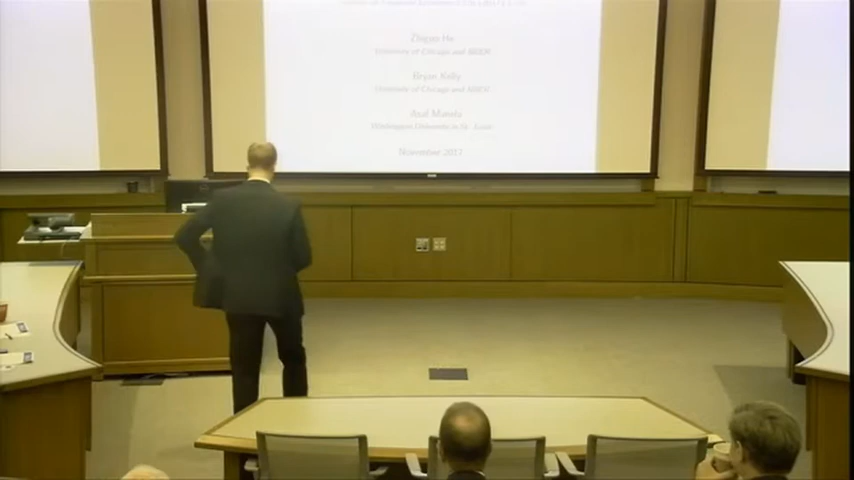 Zhiguo He
University of Chicago and NBER
Bryan Kelly
University of Chicago and NBER
Asaf Manela
Washington University in St. Louis
November 2017